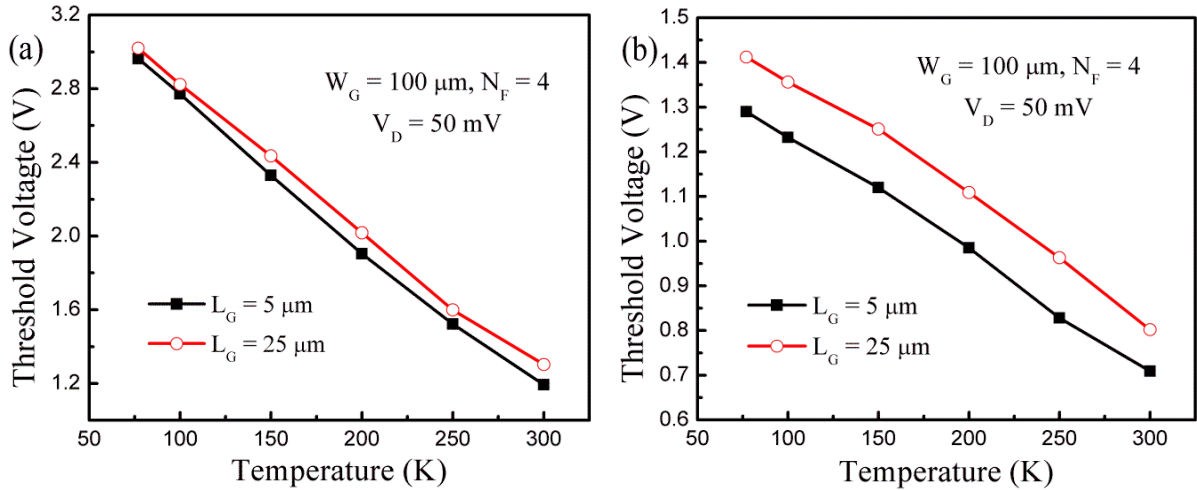 (a)
Threshold Voltagte (V)
3.2
2.8
2.4
2.0
1.6
1.2
W_G = 100 μm, N_F = 4
V_D = 50 mV
L_G = 5 μm
L_G = 25 μm
50 100 150 200 250 300
Temperature (K)
(b)
Threshold Voltage (V)
1.5
1.4
1.3
1.2
1.1
1.0
0.9
0.8
0.7
0.6
W_G = 100 μm, N_F = 4
V_D = 50 mV
L_G = 5 μm
L_G = 25 μm
50 100 150 200 250 300
Temperature (K)